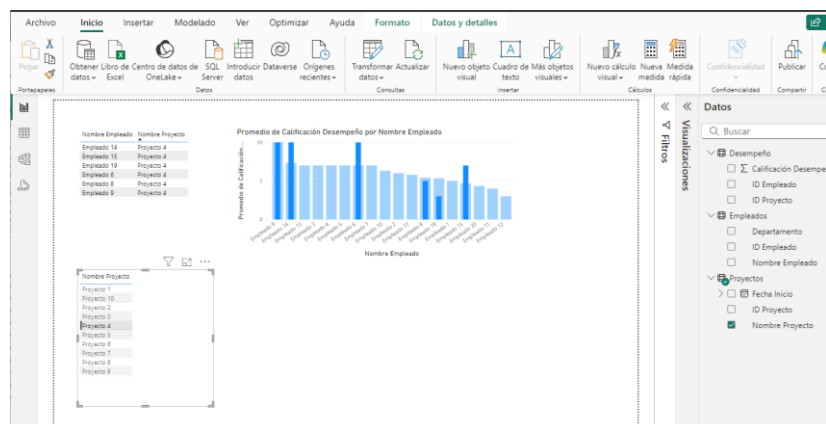 Archivo Inicio Insertar Modelado Ver Optimizar Ayuda Formato Datos y detalles
Pegar
Obtener datos
Libro de Excel
Centro de datos de OneLake
SQL Server
Introducir datos
Dataverse
Orígenes recientes
Transformar datos
Actualizar
Nuevo objeto visual
Cuadro de texto
Más objetos visuales
Nuevo cálculo visual
Nueva medida
Medida rápida
Confidencialidad
Publicar
Portapapeles Datos Consultas Insertar Cálculos Confidencialidad Compartir
Nombre Empleado Nombre Proyecto
Empleado 14 Proyecto 4
Empleado 15 Proyecto 4
Empleado 19 Proyecto 4
Empleado 6 Proyecto 4
Empleado 8 Proyecto 4
Empleado 9 Proyecto 4
Promedio de Calificación Desempeño por Nombre Empleado
Promedio de Calificación ...
10
5
0
Nombre Empleado
Nombre Proyecto
Proyecto 1
Proyecto 10
Proyecto 2
Proyecto 3
Proyecto 4
Proyecto 5
Proyecto 6
Proyecto 7
Proyecto 8
Proyecto 9
Filtros
Visualizaciones
Datos
Buscar
Desempeño
Calificación Desempe
ID Empleado
ID Proyecto
Empleados
Departamento
ID Empleado
Nombre Empleado
Proyectos
Fecha Inicio
ID Proyecto
Nombre Proyecto